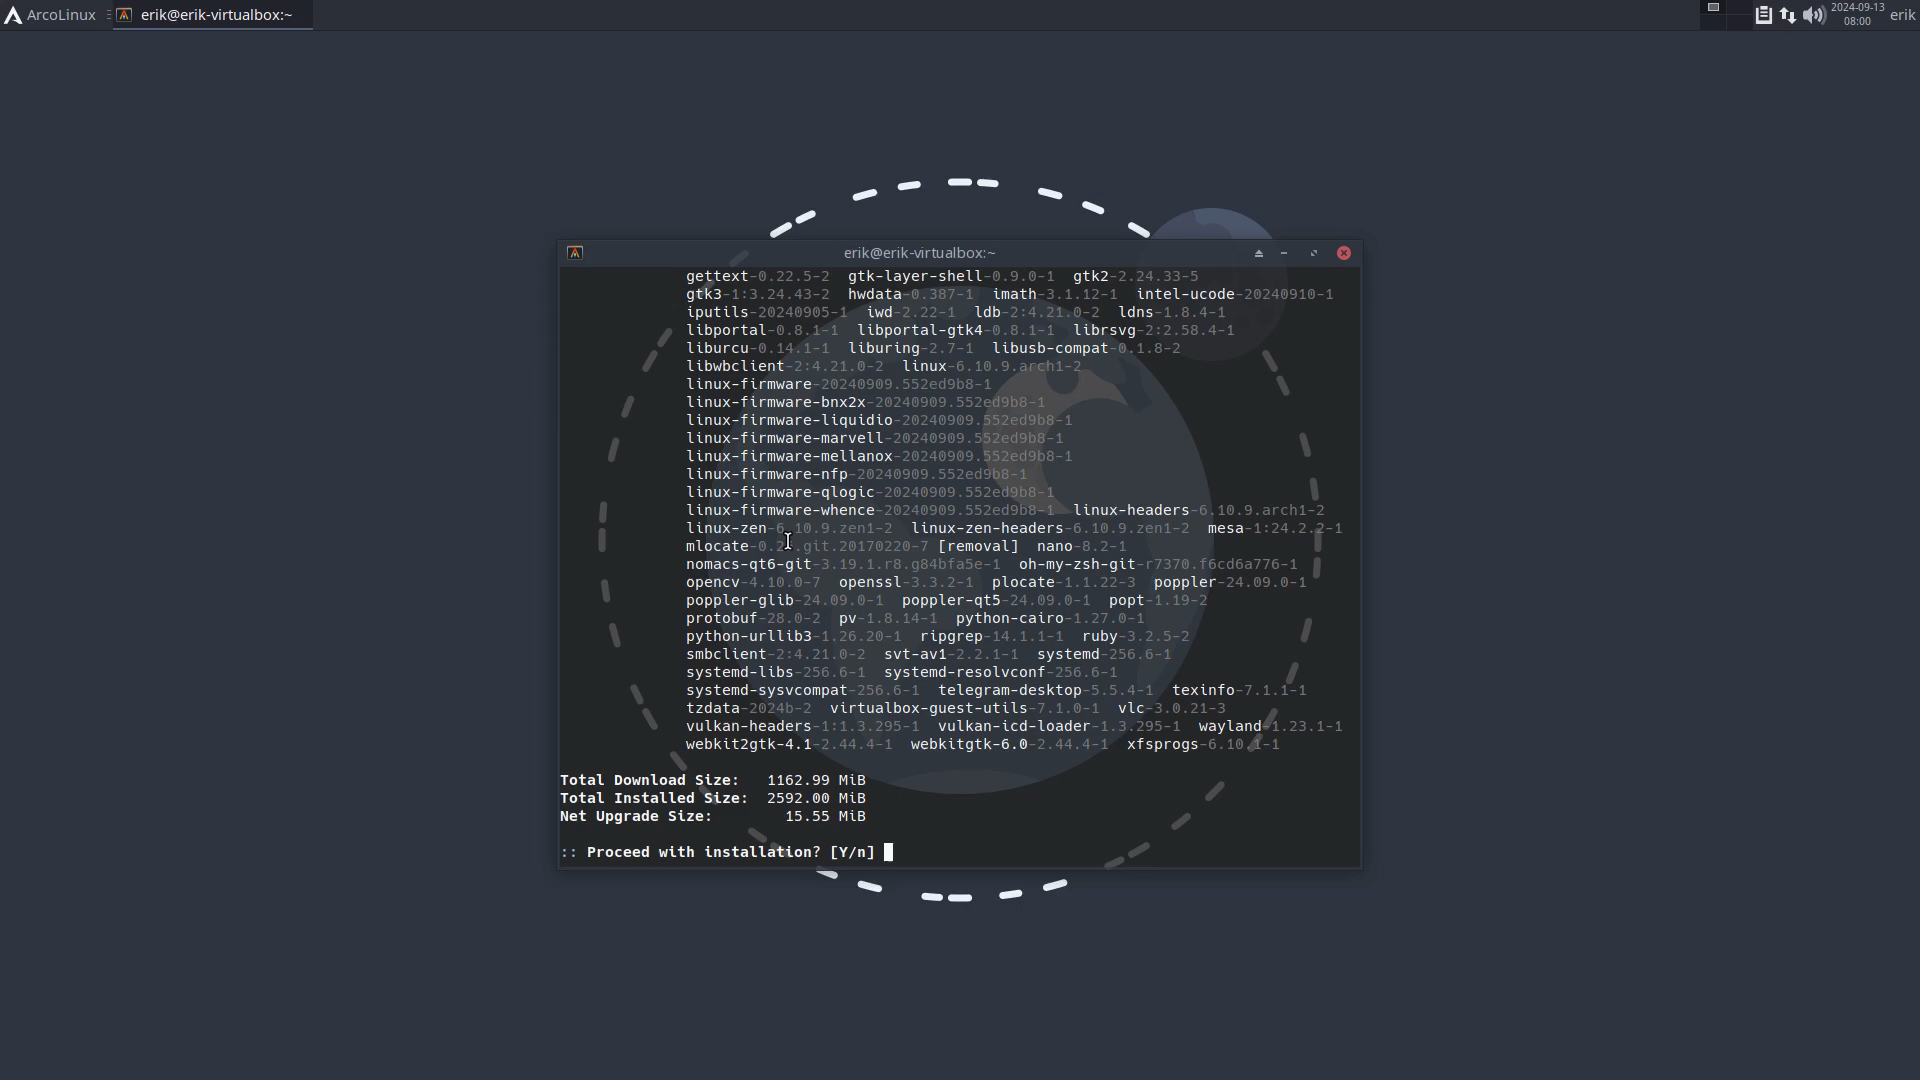 ArcoLinux
erik@erik-virtualbox:~
2024-09-13
08:00
erik
erik@erik-virtualbox:~
gettext-0.22.5-2 gtk-layer-shell-0.9.0-1 gtk2-2.24.33-5
gtk3-1:3.24.43-2 hwdata-0.387-1 imath-3.1.12-1 intel-ucode-20240910-1
iputils-20240905-1 iwd-2.22-1 ldb-2:4.21.0-2 ldns-1.8.4-1
libportal-0.8.1-1 libportal-gtk4-0.8.1-1 librsvg-2:2.58.4-1
liburcu-0.14.1-1 liburing-2.7-1 libusb-compat-0.1.8-2
libwbclient-2:4.21.0-2 linux-6.10.9.arch1-2
linux-firmware-20240909.552ed9b8-1
linux-firmware-bnx2x-20240909.552ed9b8-1
linux-firmware-liquidio-20240909.552ed9b8-1
linux-firmware-marvell-20240909.552ed9b8-1
linux-firmware-mellanox-20240909.552ed9b8-1
linux-firmware-nfp-20240909.552ed9b8-1
linux-firmware-qlogic-20240909.552ed9b8-1
linux-firmware-whence-20240909.552ed9b8-1 linux-headers-6.10.9.arch1-2
linux-zen-6.10.9.zen1-2 linux-zen-headers-6.10.9.zen1-2 mesa-1:24.2.2-1
[removal] nano-8.2-1
nomacs-qt6-git-3.19.1.r8.g84bfa5e-1 oh-my-zsh-git-r7370.f6cd6a776-1
opencv-4.10.0-7 openssl-3.3.2-1 plocate-1.1.22-3 poppler-24.09.0-1
poppler-glib-24.09.0-1 poppler-qt5-24.09.0-1 popt-1.19-2
protobuf-28.0-2 pv-1.8.14-1 python-cairo-1.27.0-1
python-urllib3-1.26.20-1 ripgrep-14.1.1-1 ruby-3.2.5-2
smbclient-2:4.21.0-2 svt-av1-2.2.1-1 systemd-256.6-1
systemd-libs-256.6-1 systemd-resolvconf-256.6-1
systemd-sysvcompat-256.6-1 telegram-desktop-5.5.4-1 texinfo-7.1.1-1
tzdata-2024b-2 virtualbox-guest-utils-7.1.0-1 vlc-3.0.21-3
vulkan-headers-1:1.3.295-1 vulkan-icd-loader-1.3.295-1 wayland-1.23.1-1
webkit2gtk-4.1-2.44.4-1 webkitgtk-6.0-2.44.4-1 xfsprogs-6.10.1-1
Total Download Size: 1162.99 MiB
Total Installed Size: 2592.00 MiB
Net Upgrade Size: 15.55 MiB
:: Proceed with installation? [Y/n]